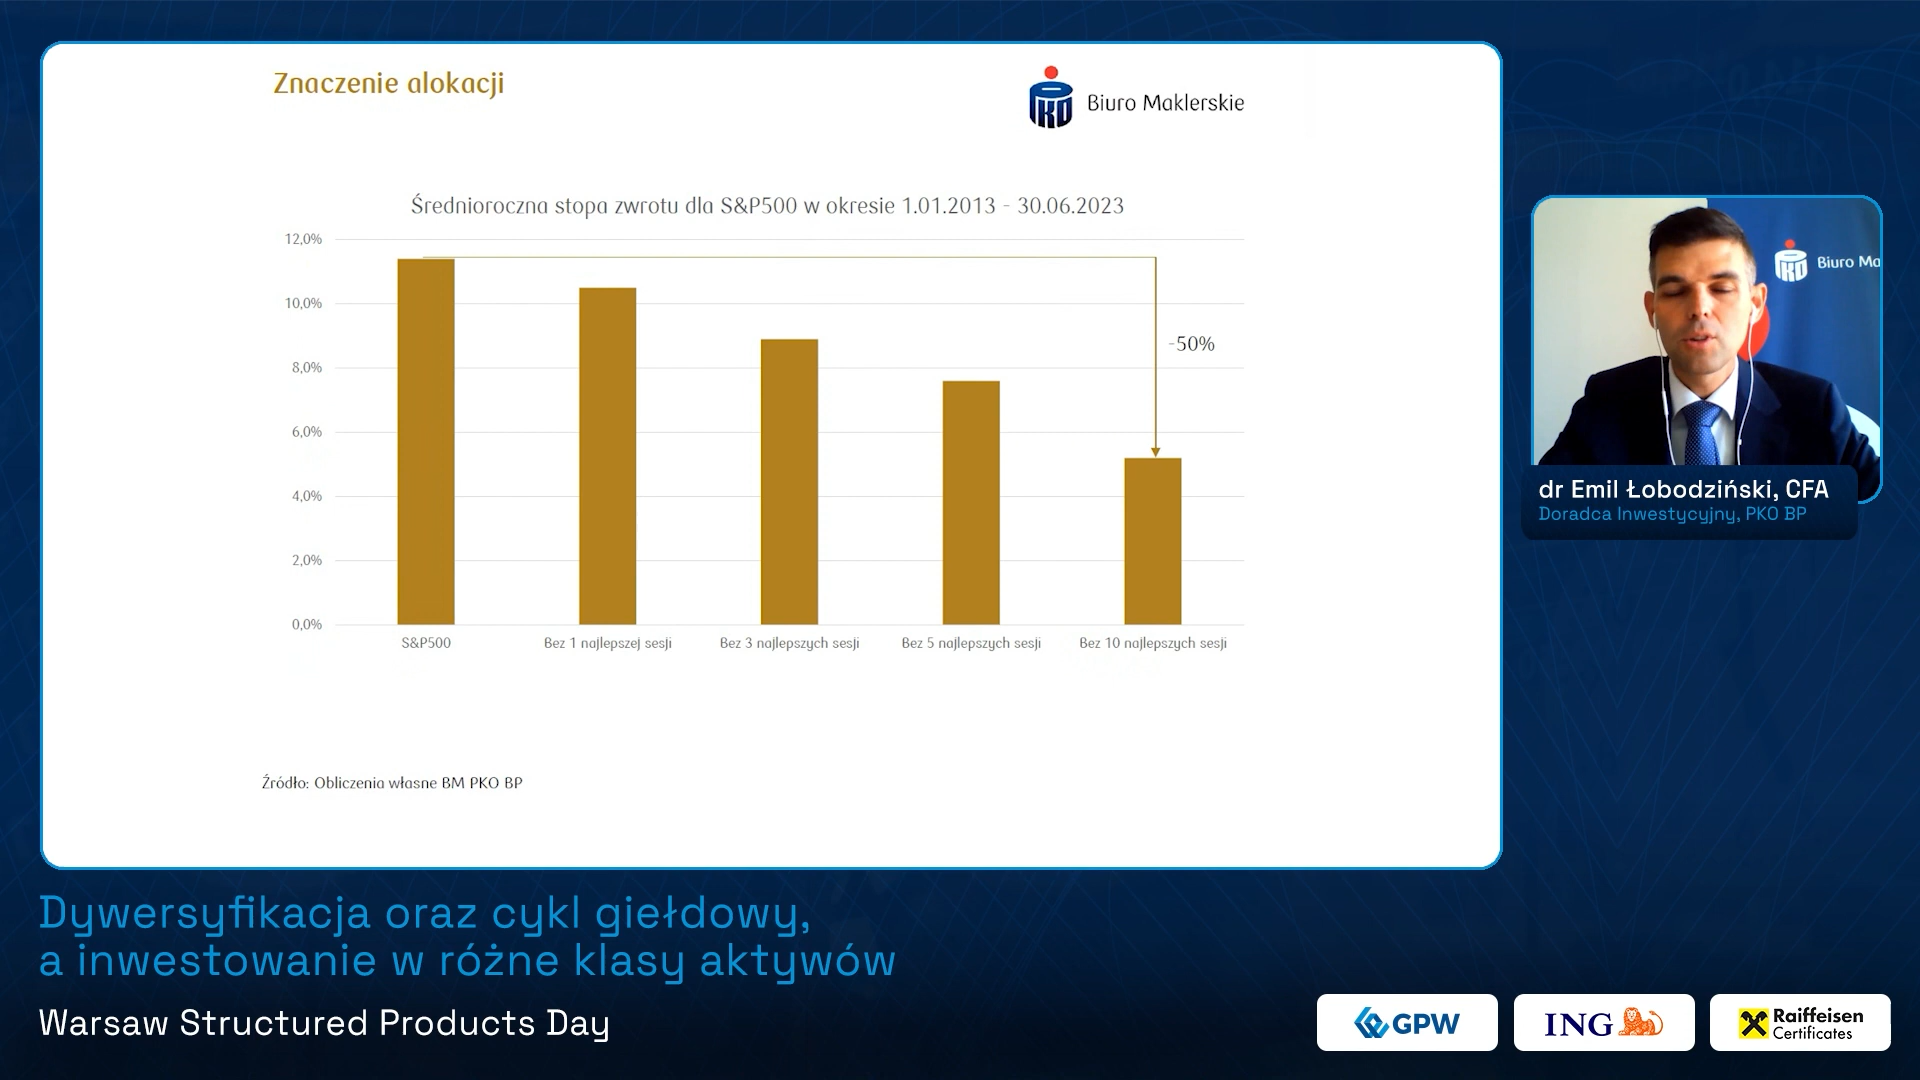 Znaczenie alokacji
PKO
Biuro Maklerskie
Średnioroczna stopa zwrotu dla S&P500 w okresie 1.01.2013 - 30.06.2023
12,0%
10,0%
8,0%
6,0%
4,0%
2,0%
0,0%
-50%
S&P500
Bez 1 najlepszej sesji
Bez 3 najlepszych sesji
Bez 5 najlepszych sesji
Bez 10 najlepszych sesji
Źródło: Obliczenia własne BM PKO BP
PKO
Biuro Ma
dr Emil Łobodziński, CFA
Doradca Inwestycyjny, PKO BP
Dywersyfikacja oraz cykl giełdowy,
a inwestowanie w różne klasy aktywów
Warsaw Structured Products Day
GPW
ING
Raiffeisen
Certificates